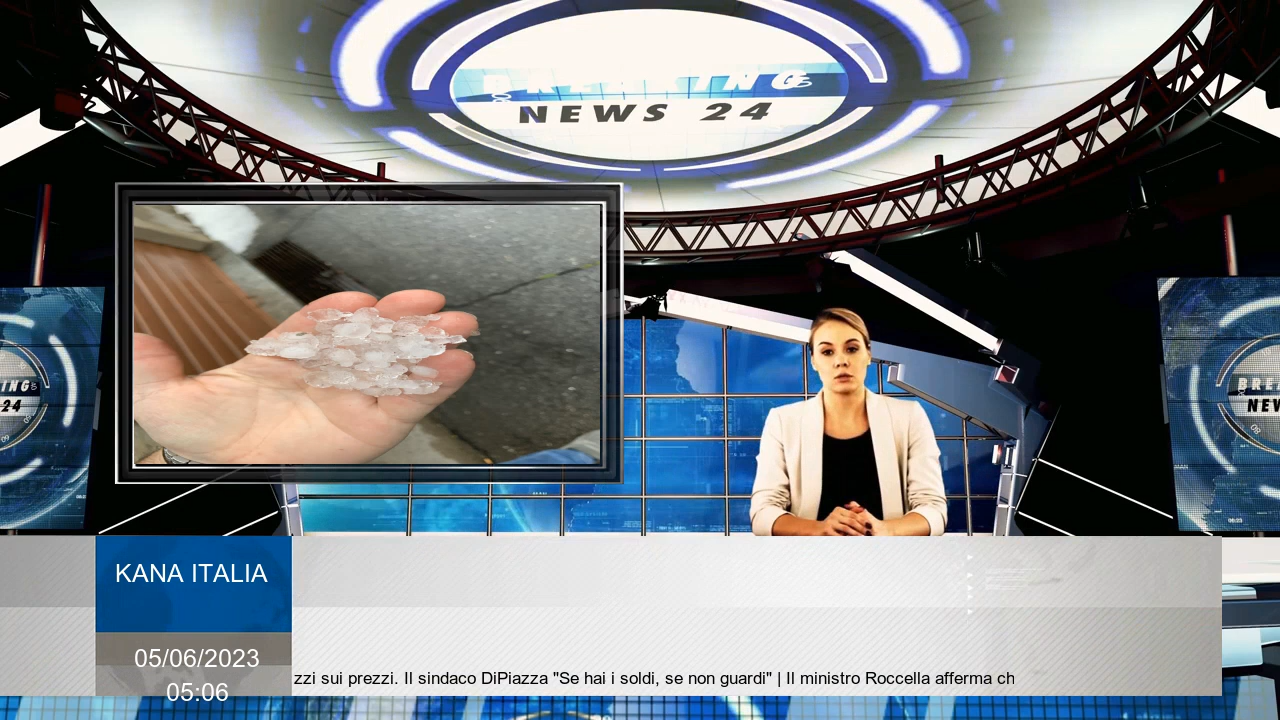 BREAKING
NEWS 24
KANA ITALIA
05/06/2023
05:06
zzi sui prezzi. Il sindaco DiPiazza "Se hai i soldi, se non guardi" | Il ministro Roccella afferma ch